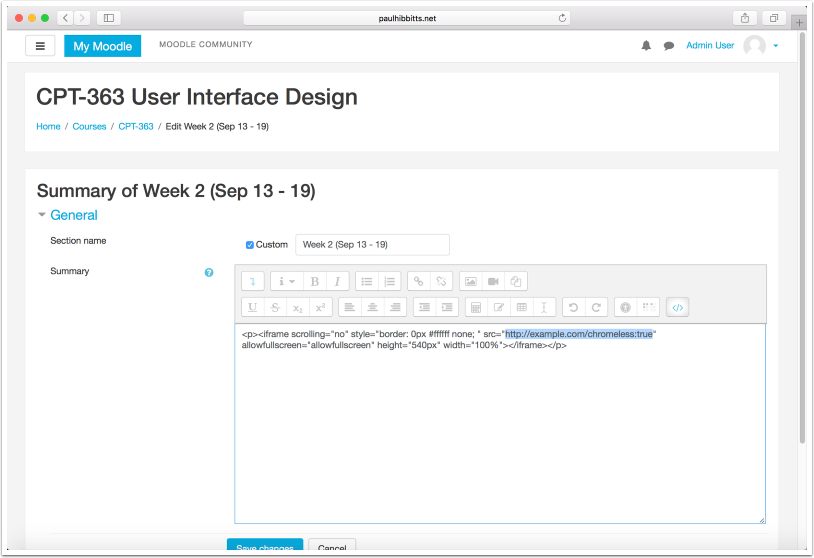 paulhibbitts.net
My Moodle
MOODLE COMMUNITY
Admin User
CPT-363 User Interface Design
Home / Courses / CPT-363 / Edit Week 2 (Sep 13 - 19)
Summary of Week 2 (Sep 13 - 19)
General
Section name
Custom
Week 2 (Sep 13 - 19)
Summary
?
i B I
U S x₂ x²
</>
<p><iframe scrolling="no" style="border: 0px #ffffff none; " src="http://example.com/chromeless:true"
allowfullscreen="allowfullscreen" height="540px" width="100%"></iframe></p>
Save changes
Cancel